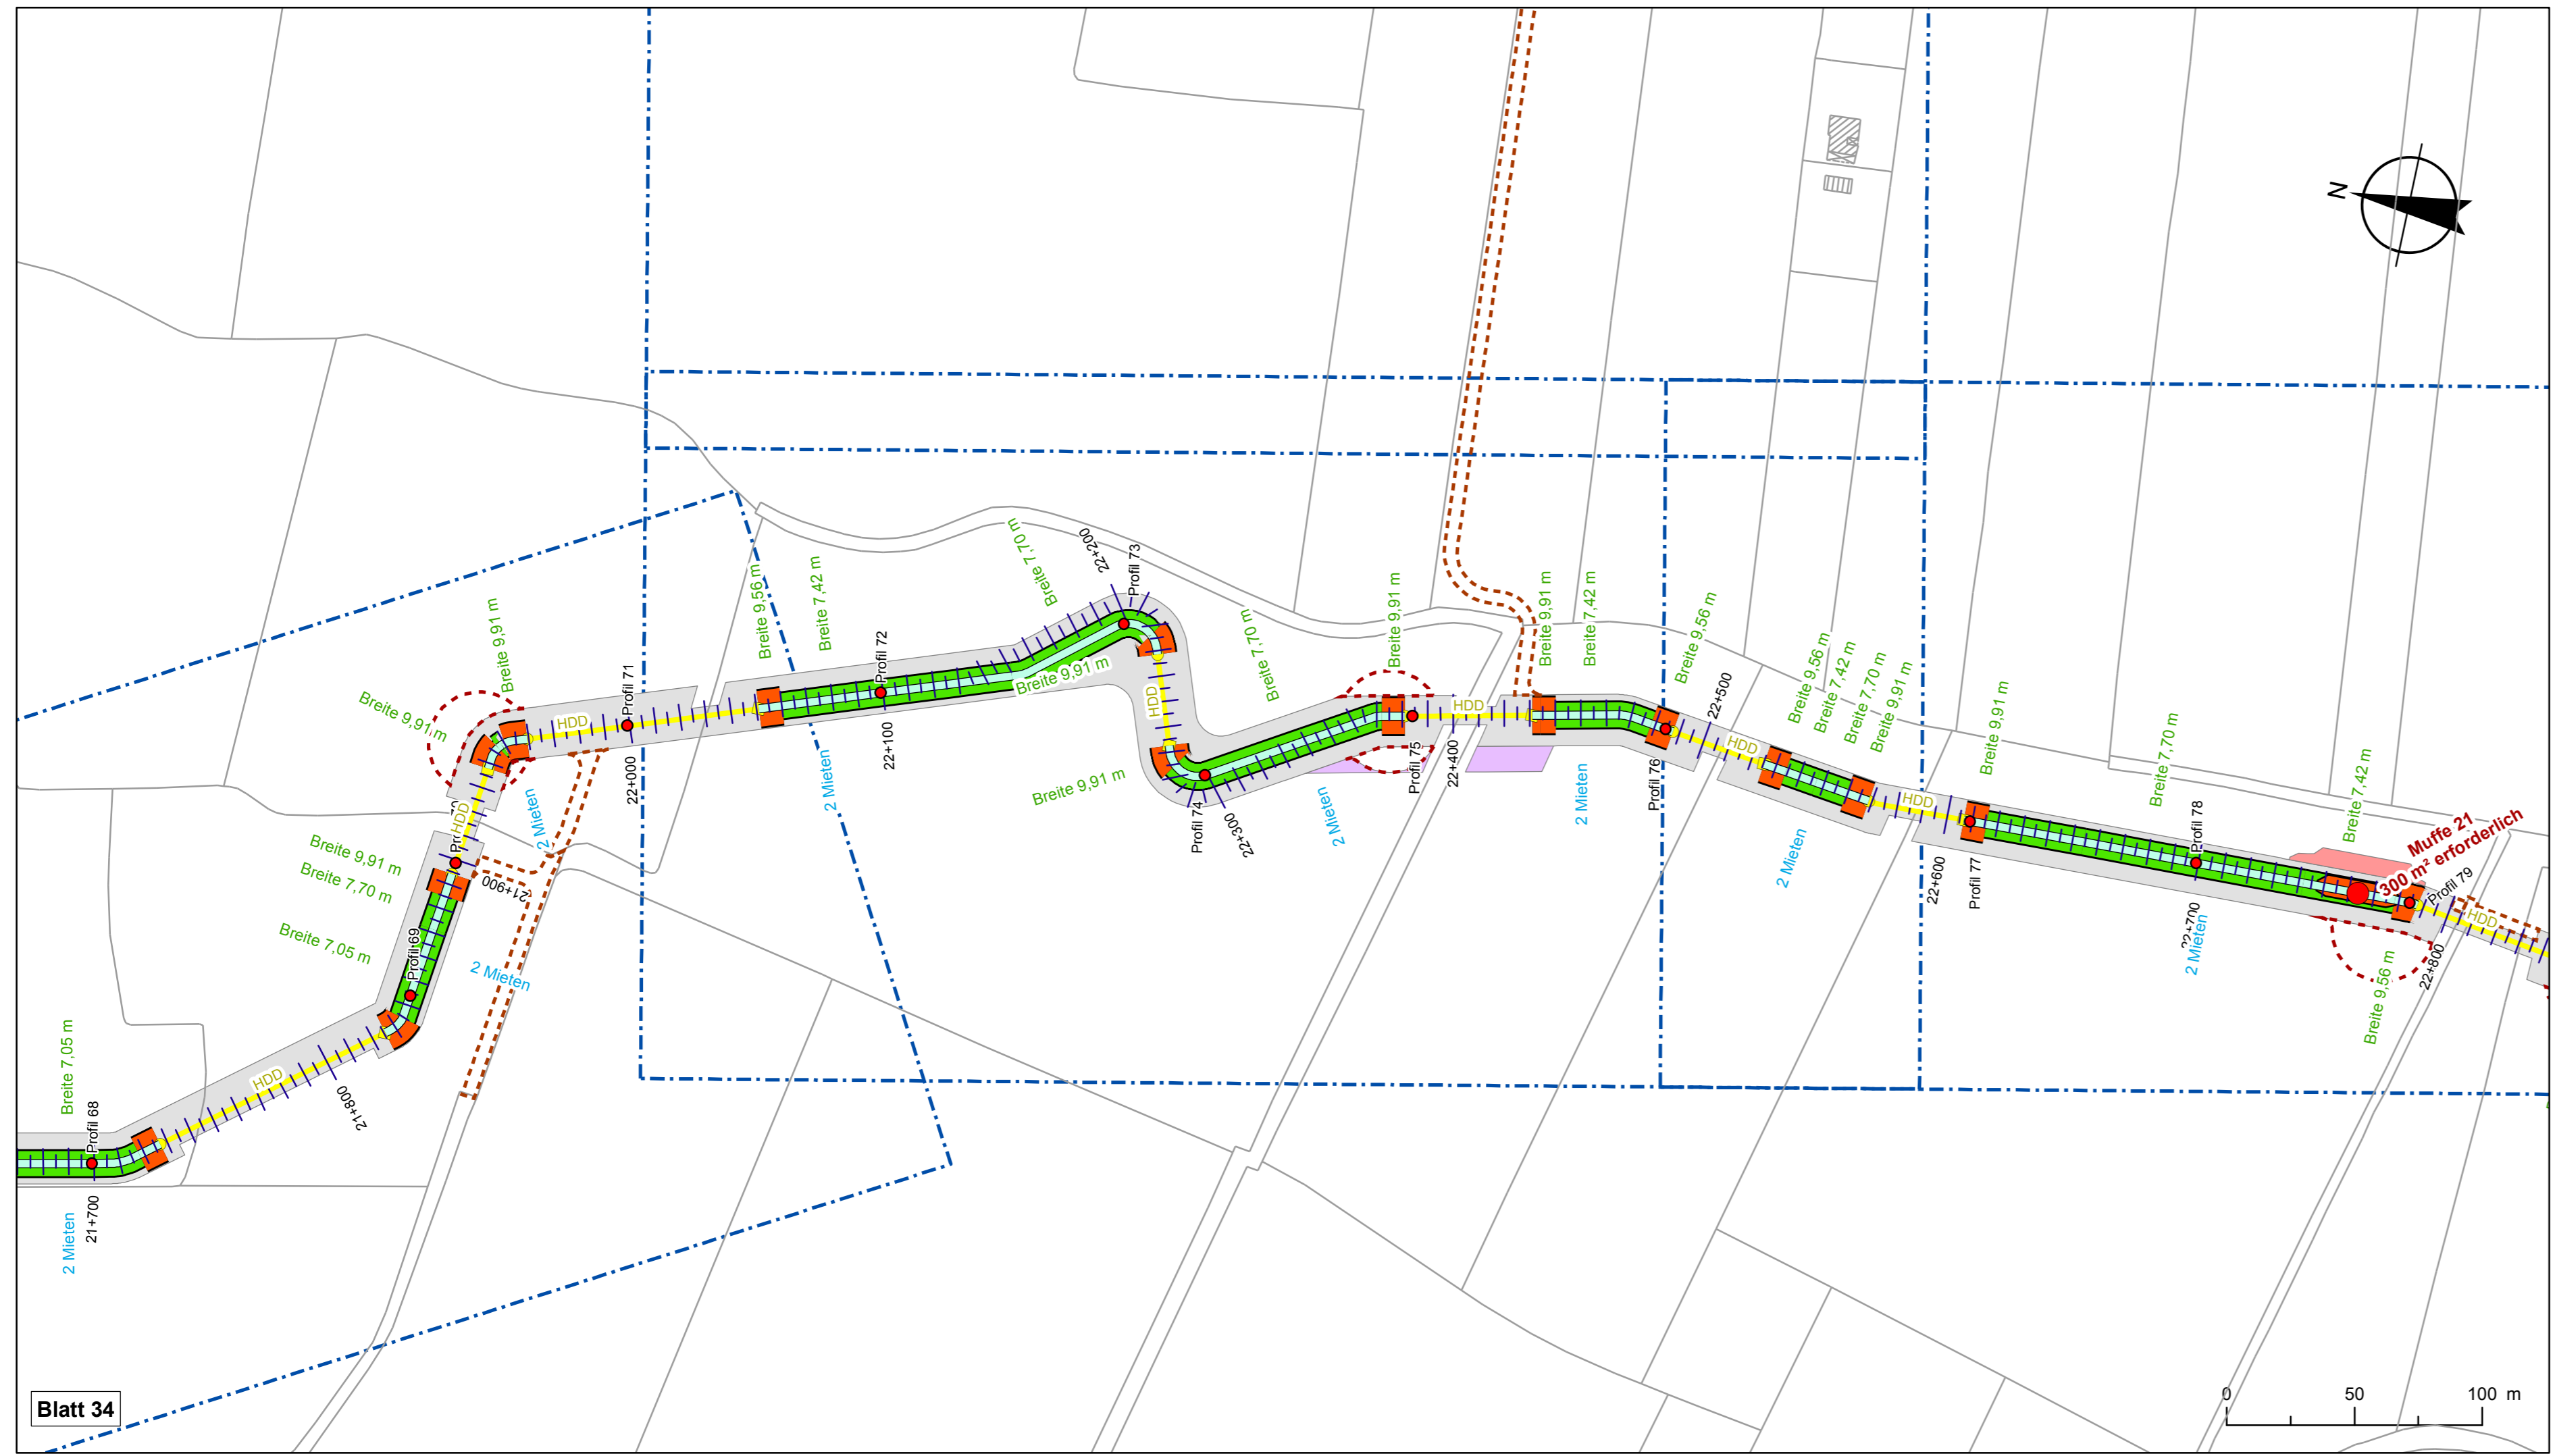 N
22+200
Profil 73
Breite 7,70 m
Breite 9,56 m
Breite 7,42 m
Breite 9,91 m
Breite 9,91 m
Profil 71
HDD
22+000
Profil 72
22+100
Breite 9,91 m
HDD
Breite 7,70 m
Breite 9,91 m
Breite 9,91 m
Breite 7,42 m
Breite 9,56 m
22+500
HDD
Profil 75
22+400
Profil 76
HDD
Breite 9,56 m
Breite 7,42 m
Breite 7,70 m
Breite 9,91 m
Breite 9,91 m
Breite 7,70 m
Breite 7,42 m
HDD
22+600
Profil 77
Profil 78
22+700
Muffe 21
300 m² erforderlich
Profil 79
HDD
22+800
Breite 9,56 m
2 Mieten
2 Mieten
2 Mieten
2 Mieten
2 Mieten
2 Mieten
Breite 9,91 m
Profil 74
22+300
HDD
21+900
Breite 9,91 m
Breite 7,70 m
Breite 7,05 m
Profil 69
2 Mieten
HDD
21+800
Breite 7,05 m
Profil 68
21+700
2 Mieten
Blatt 34
0 50 100 m